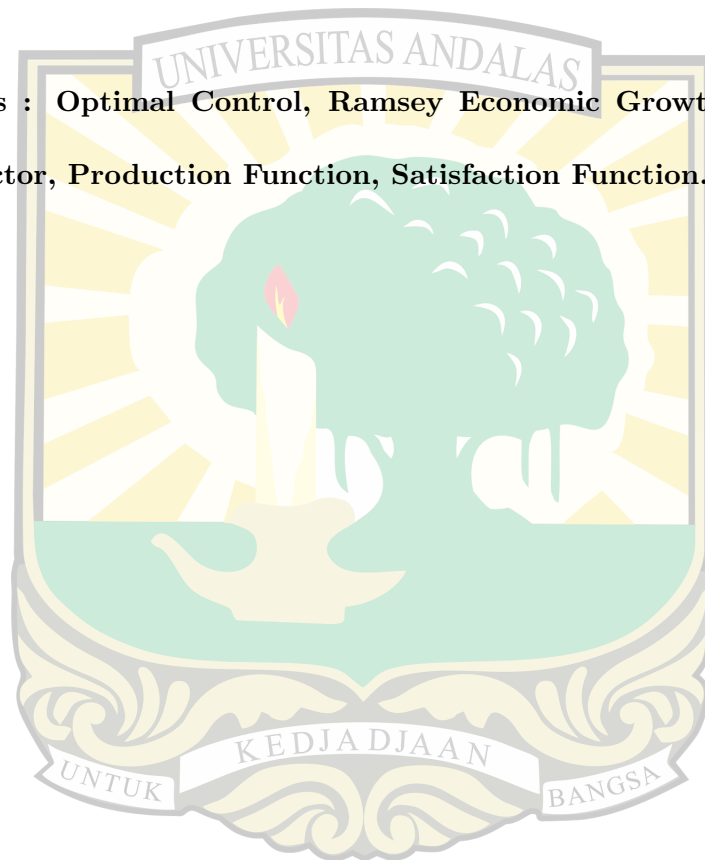 UNIVERSITAS ANDALAS
s : Optimal Control, Ramsey Economic Growt
ctor, Production Function, Satisfaction Function.
KEDJADJAAN
UNTUK
BANGSA